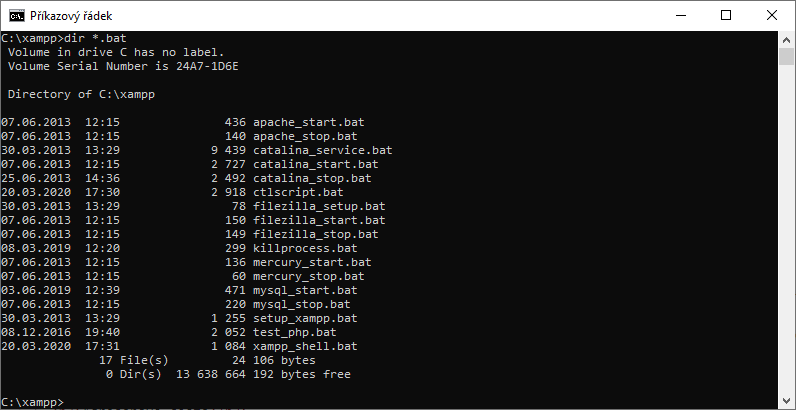 Příkazový řádek
C:\xampp>dir *.bat
 Volume in drive C has no label.
 Volume Serial Number is 24A7-1D6E

 Directory of C:\xampp

07.06.2013  12:15               436 apache_start.bat
07.06.2013  12:15               140 apache_stop.bat
30.03.2013  13:29             9 439 catalina_service.bat
07.06.2013  12:15             2 727 catalina_start.bat
25.06.2013  14:36             2 492 catalina_stop.bat
20.03.2020  17:30             2 918 ctlscript.bat
30.03.2013  13:29                78 filezilla_setup.bat
07.06.2013  12:15               150 filezilla_start.bat
07.06.2013  12:15               149 filezilla_stop.bat
08.03.2019  12:20               299 killprocess.bat
07.06.2013  12:15               136 mercury_start.bat
07.06.2013  12:15                60 mercury_stop.bat
03.06.2019  12:39               471 mysql_start.bat
07.06.2013  12:15               220 mysql_stop.bat
30.03.2013  13:29             1 255 setup_xampp.bat
08.12.2016  19:40             2 052 test_php.bat
20.03.2020  17:31             1 084 xampp_shell.bat
              17 File(s)         24 106 bytes
               0 Dir(s)  13 638 664 192 bytes free

C:\xampp>